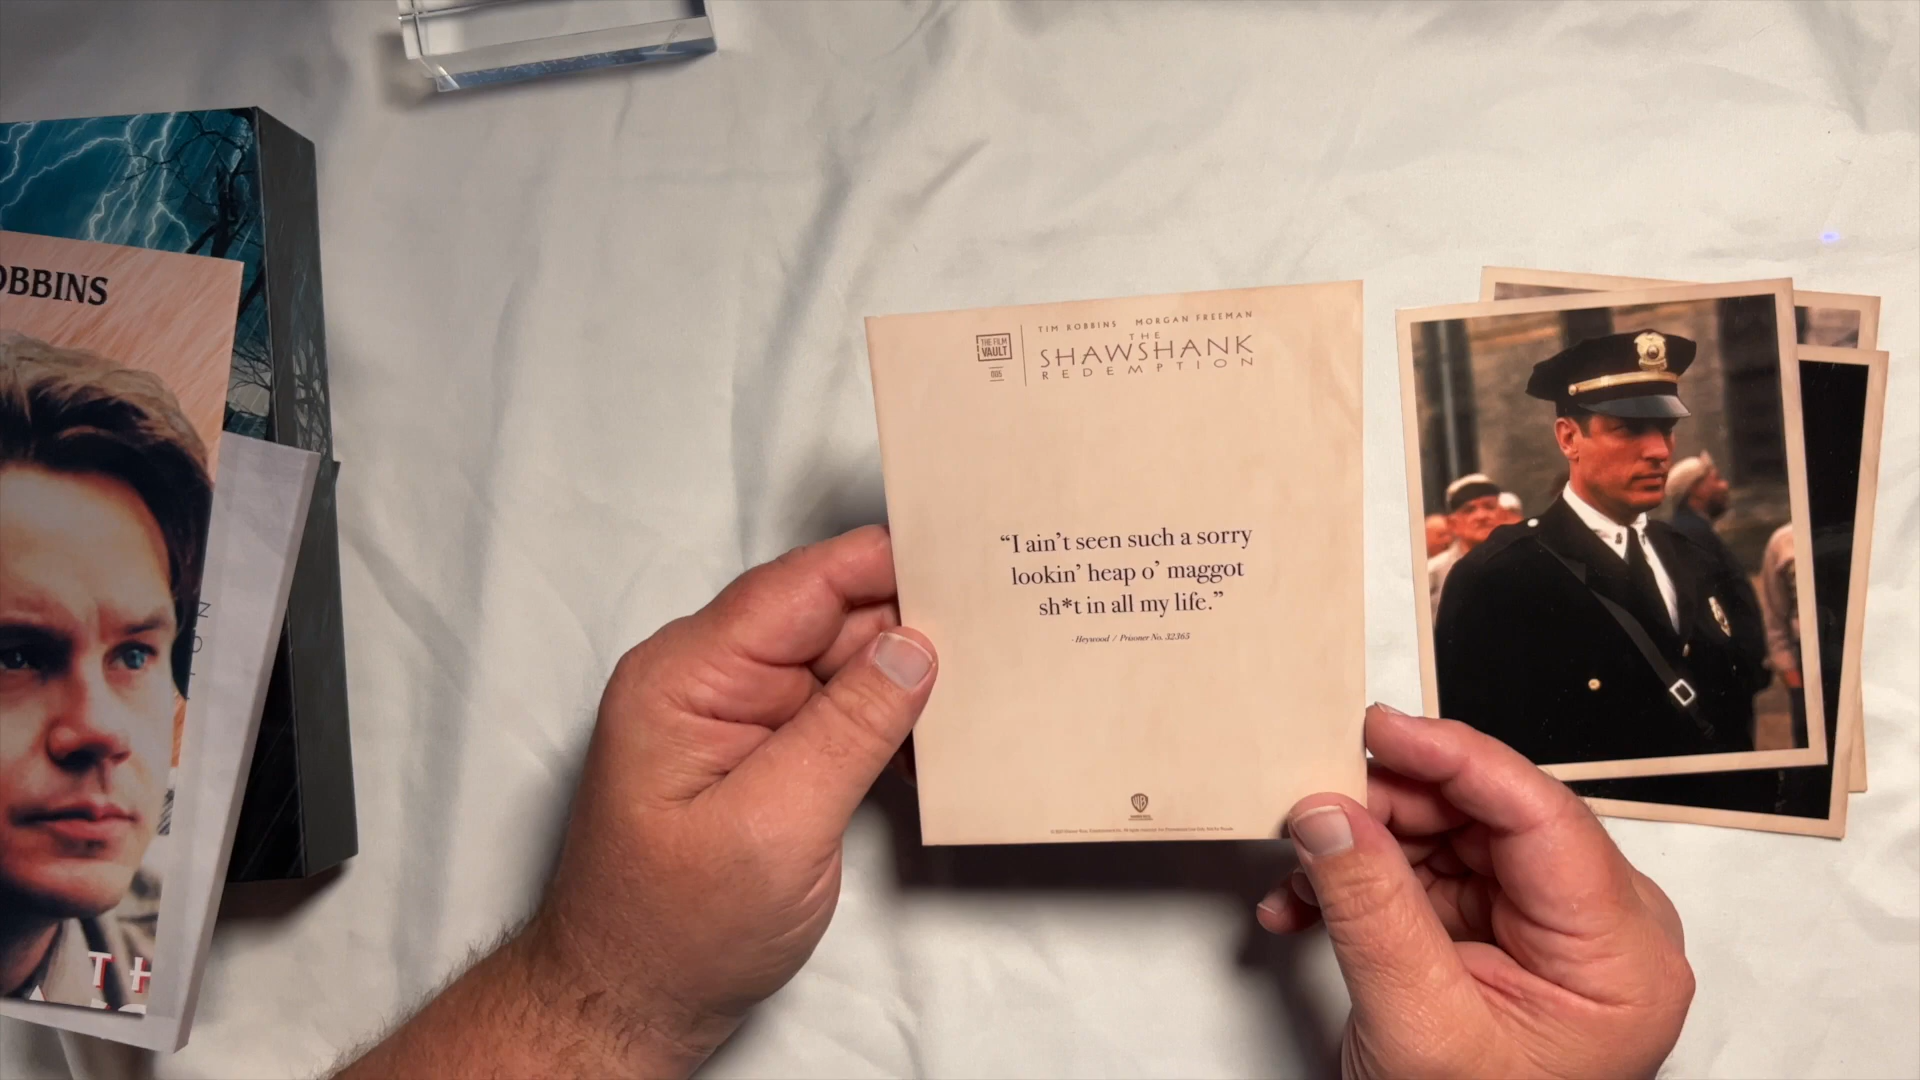 OBBINS
TIM ROBBINS MORGAN FREEMAN
THE FILM
VAULT
THE
SHAWSHANK
REDEMPTION
“I ain’t seen such a sorry
lookin’ heap o’ maggot
sh*t in all my life.”
- Heywood / Prisoner No. 32365
TH